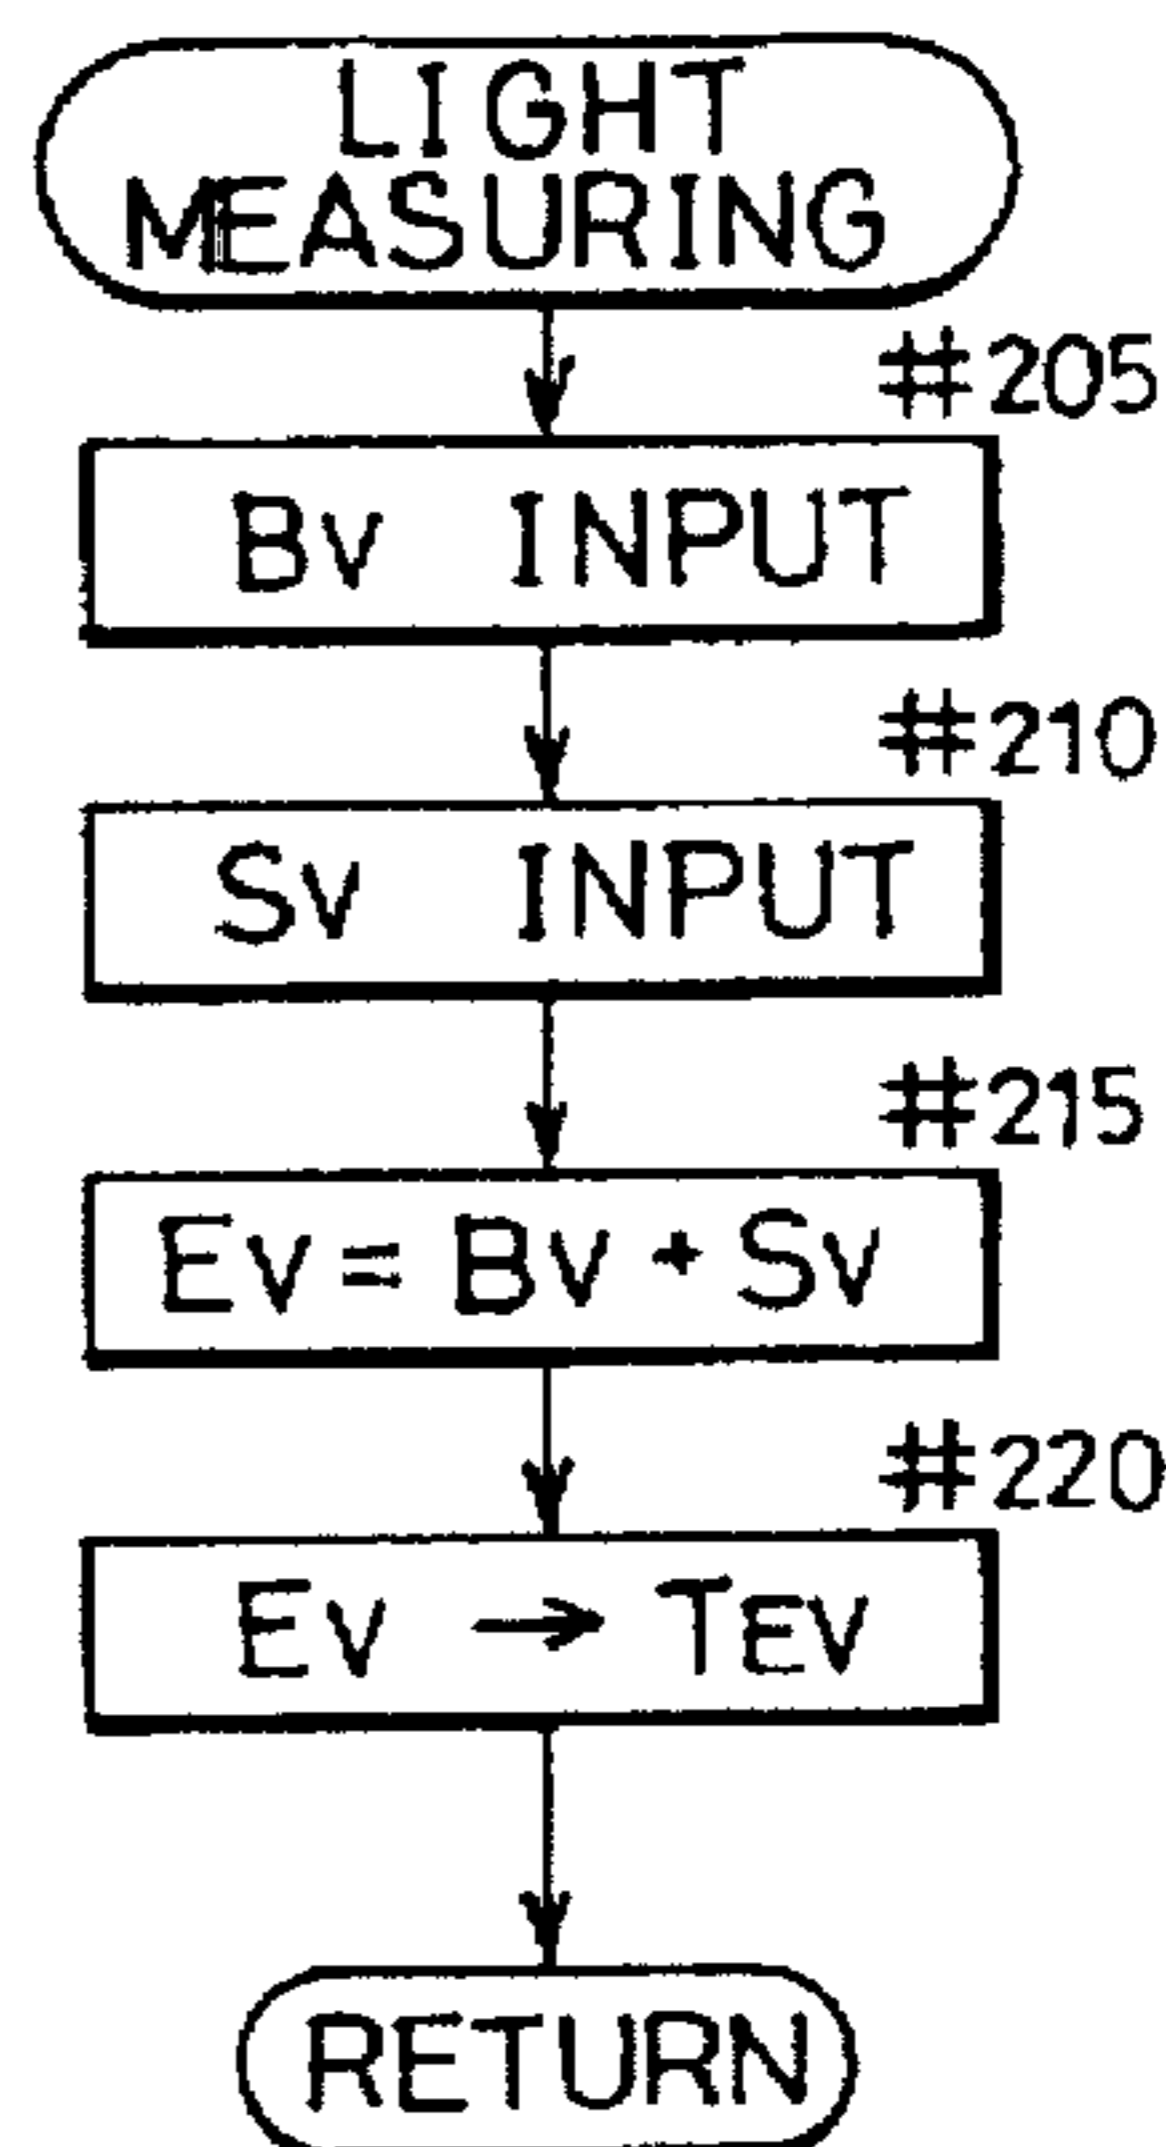 LIGHT
MEASURING
#205
Bv INPUT
#210
Sv INPUT
#215
Ev = Bv + Sv
#220
Ev → TEV
RETURN